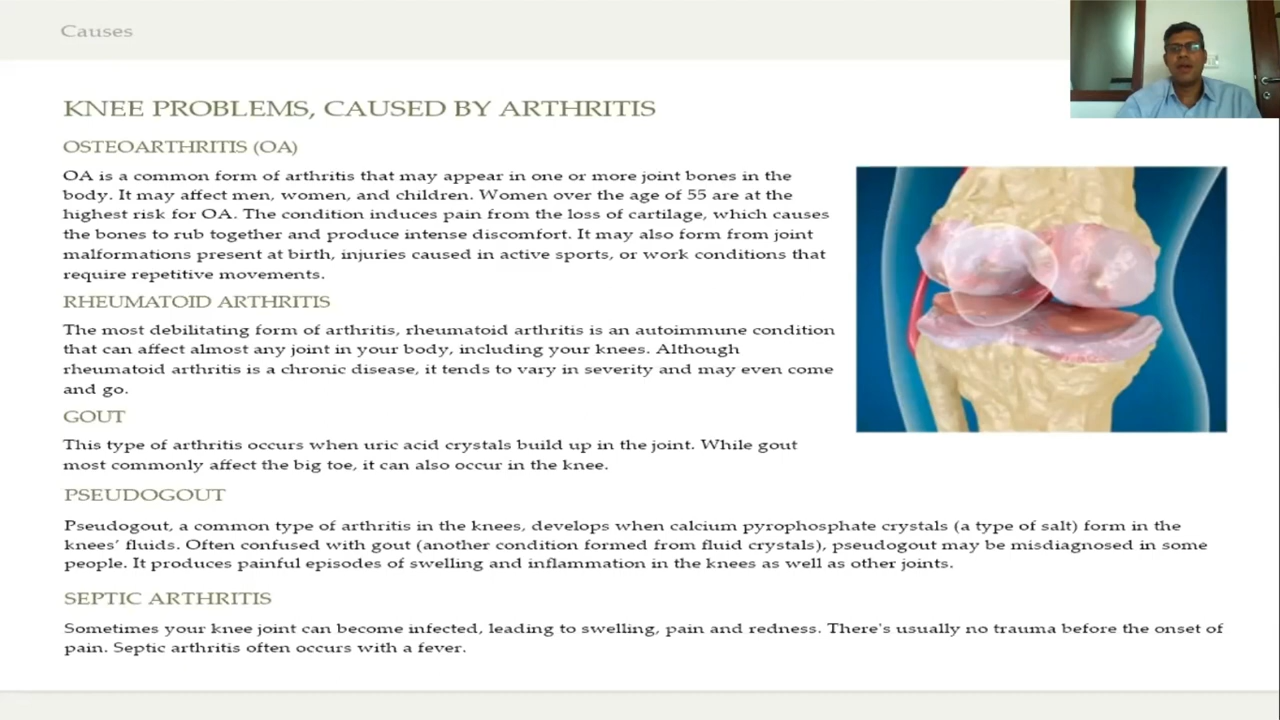 Causes
KNEE PROBLEMS, CAUSED BY ARTHRITIS
OSTEOARTHRITIS (OA)
OA is a common form of arthritis that may appear in one or more joint bones in the
body. It may affect men, women, and children. Women over the age of 55 are at the
highest risk for OA. The condition induces pain from the loss of cartilage, which causes
the bones to rub together and produce intense discomfort. It may also form from joint
malformations present at birth, injuries caused in active sports, or work conditions that
require repetitive movements.
RHEUMATOID ARTHRITIS
The most debilitating form of arthritis, rheumatoid arthritis is an autoimmune condition
that can affect almost any joint in your body, including your knees. Although
rheumatoid arthritis is a chronic disease, it tends to vary in severity and may even come
and go.
GOUT
This type of arthritis occurs when uric acid crystals build up in the joint. While gout
most commonly affect the big toe, it can also occur in the knee.
PSEUDOGOUT
Pseudogout, a common type of arthritis in the knees, develops when calcium pyrophosphate crystals (a type of salt) form in the
knees’ fluids. Often confused with gout (another condition formed from fluid crystals), pseudogout may be misdiagnosed in some
people. It produces painful episodes of swelling and inflammation in the knees as well as other joints.
SEPTIC ARTHRITIS
Sometimes your knee joint can become infected, leading to swelling, pain and redness. There's usually no trauma before the onset of
pain. Septic arthritis often occurs with a fever.